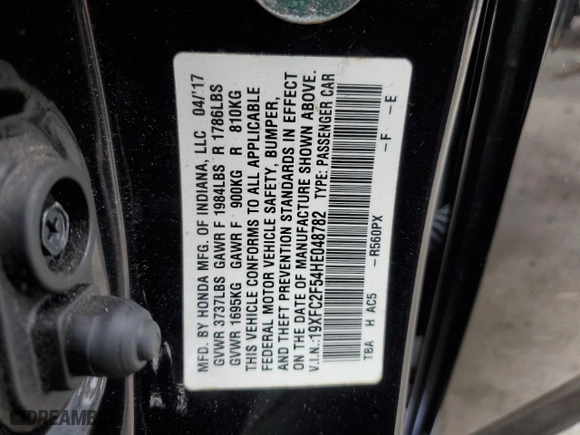 MFD. BY HONDA MFG. OF INDIANA, LLC 04/'17
GVWR 3737LBS GAWR F 1984LBS R 1786LBS
GVWR 1695KG GAWR F 900KG R 810KG
THIS VEHICLE CONFORMS TO ALL APPLICABLE
FEDERAL MOTOR VEHICLE SAFETY, BUMPER,
AND THEFT PREVENTION STANDARDS IN EFFECT
ON THE DATE OF MANUFACTURE SHOWN ABOVE.
V.I.N.:19XFC2F54HE048782 TYPE: PASSENGER CAR
TBA H AC5 -R560PX -F -E
DREAMB